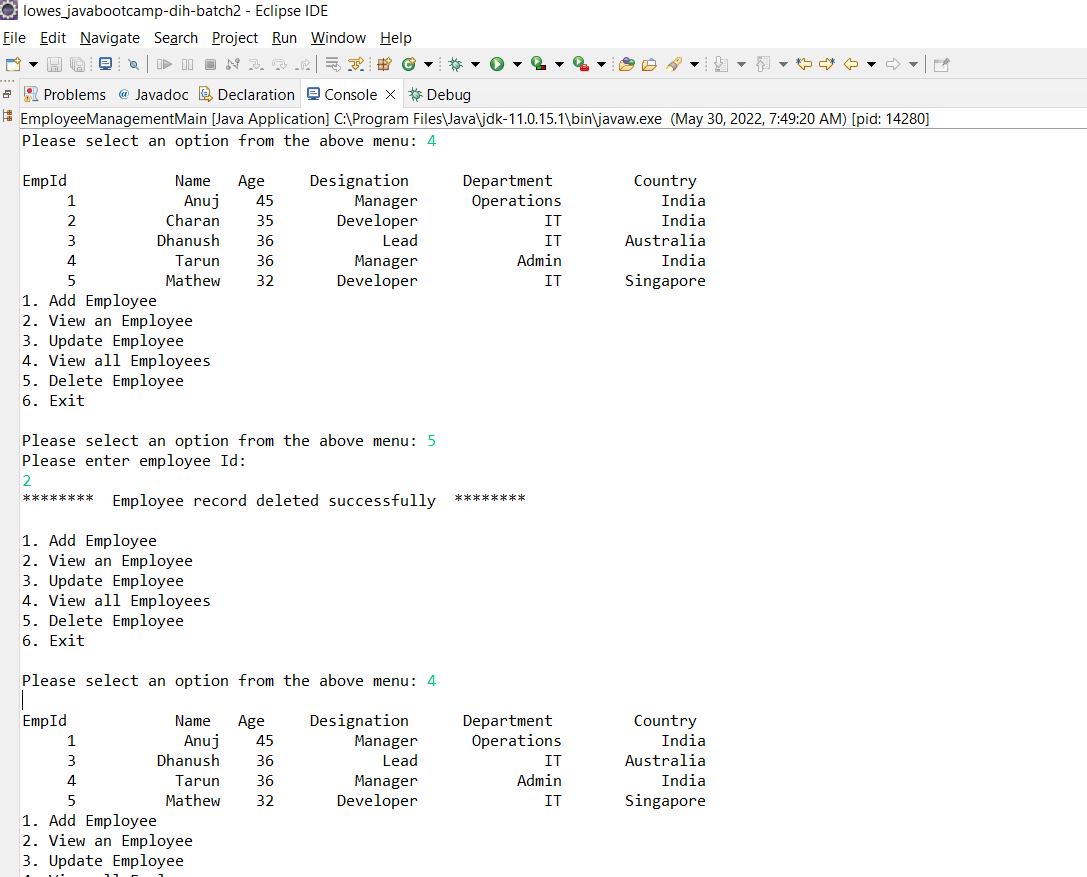 lowes_javabootcamp-dih-batch2 - Eclipse IDE
File Edit Navigate Search Project Run Window Help
Problems @ Javadoc Declaration Console Debug
EmployeeManagementMain [Java Application] C:\Program Files\Java\jdk-11.0.15.1\bin\javaw.exe (May 30, 2022, 7:49:20 AM) [pid: 14280]
Please select an option from the above menu: 4
EmpId Name Age Designation Department Country
1 Anuj 45 Manager Operations India
2 Charan 35 Developer IT India
3 Dhanush 36 Lead IT Australia
4 Tarun 36 Manager Admin India
5 Mathew 32 Developer IT Singapore
1. Add Employee
2. View an Employee
3. Update Employee
4. View all Employees
5. Delete Employee
6. Exit
Please select an option from the above menu: 5
Please enter employee Id:
2
******** Employee record deleted successfully ********
1. Add Employee
2. View an Employee
3. Update Employee
4. View all Employees
5. Delete Employee
6. Exit
Please select an option from the above menu: 4
EmpId Name Age Designation Department Country
1 Anuj 45 Manager Operations India
3 Dhanush 36 Lead IT Australia
4 Tarun 36 Manager Admin India
5 Mathew 32 Developer IT Singapore
1. Add Employee
2. View an Employee
3. Update Employee